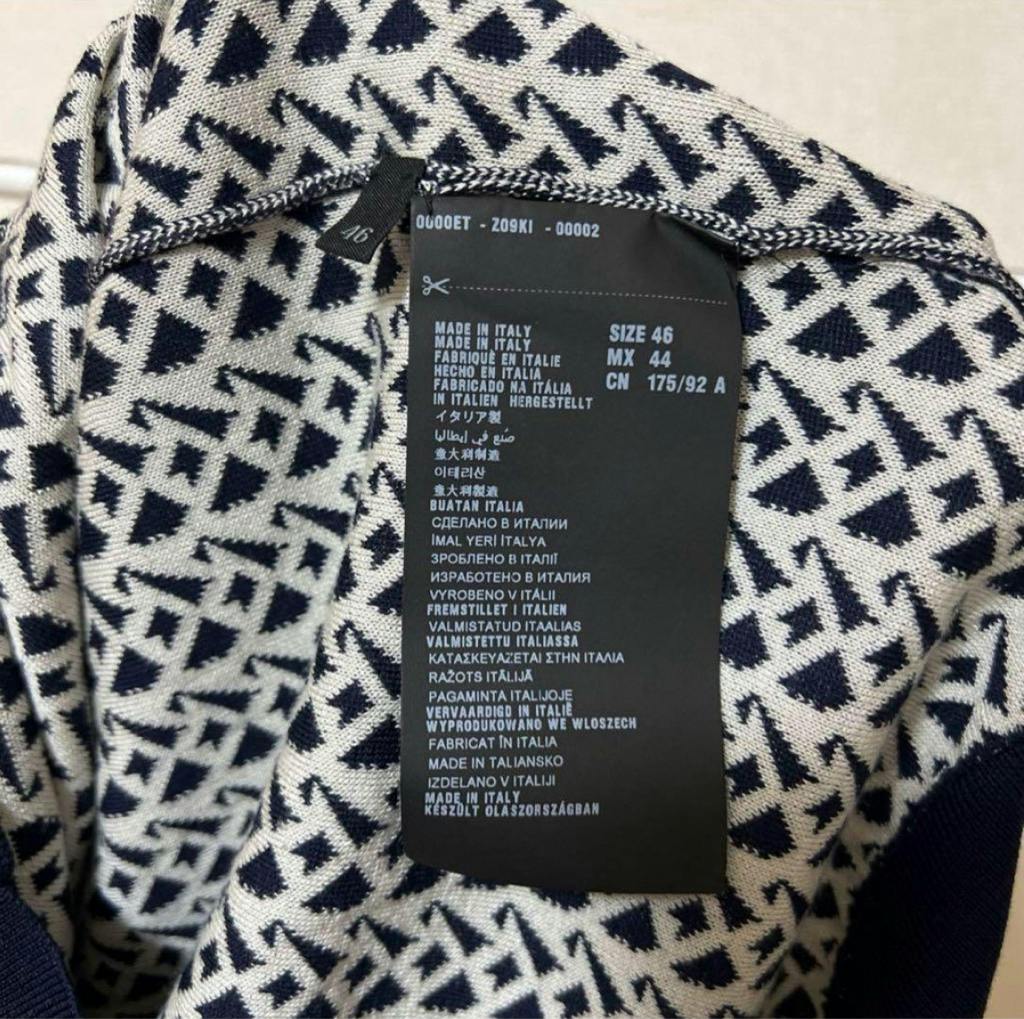 46
0000ET - Z09KI - 00002
MADE IN ITALY
MADE IN ITALY
FABRIQUÉ EN ITALIE
HECHO EN ITALIA
FABRICADO NA ITÁLIA
IN ITALIEN HERGESTELLT
イタリア製
صنع في إيطاليا
意大利制造
이태리산
意大利製造
BUATAN ITALIA
СДЕЛАНО В ИТАЛИИ
İMAL YERİ İTALYA
ЗРОБЛЕНО В ІТАЛІЇ
ИЗРАБОТЕНО В ИТАЛИЯ
VYROBENO V ITÁLII
FREMSTILLET I ITALIEN
VALMISTATUD ITAALIAS
VALMISTETTU ITALIASSA
ΚΑΤΑΣΚΕΥΑΖΕΤΑΙ ΣΤΗΝ ΙΤΑΛΙΑ
RAŽOTS ITĀLIJĀ
PAGAMINTA ITALIJOJE
VERVAARDIGD IN ITALIË
WYPRODUKOWANO WE WLOSZECH
FABRICAT ÎN ITALIA
MADE IN TALIANSKO
IZDELANO V ITALIJI
MADE IN ITALY
KÉSZÜLT OLASZORSZÁGBAN
SIZE 46
MX 44
CN 175/92 A